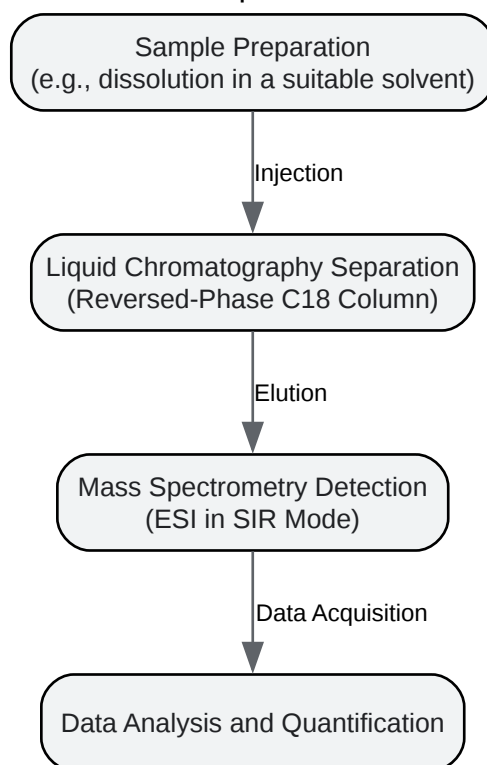 Sample Preparation
(e.g., dissolution in a suitable solvent)
Injection
Liquid Chromatography Separation
(Reversed-Phase C18 Column)
Elution
Mass Spectrometry Detection
(ESI in SIR Mode)
Data Acquisition
Data Analysis and Quantification